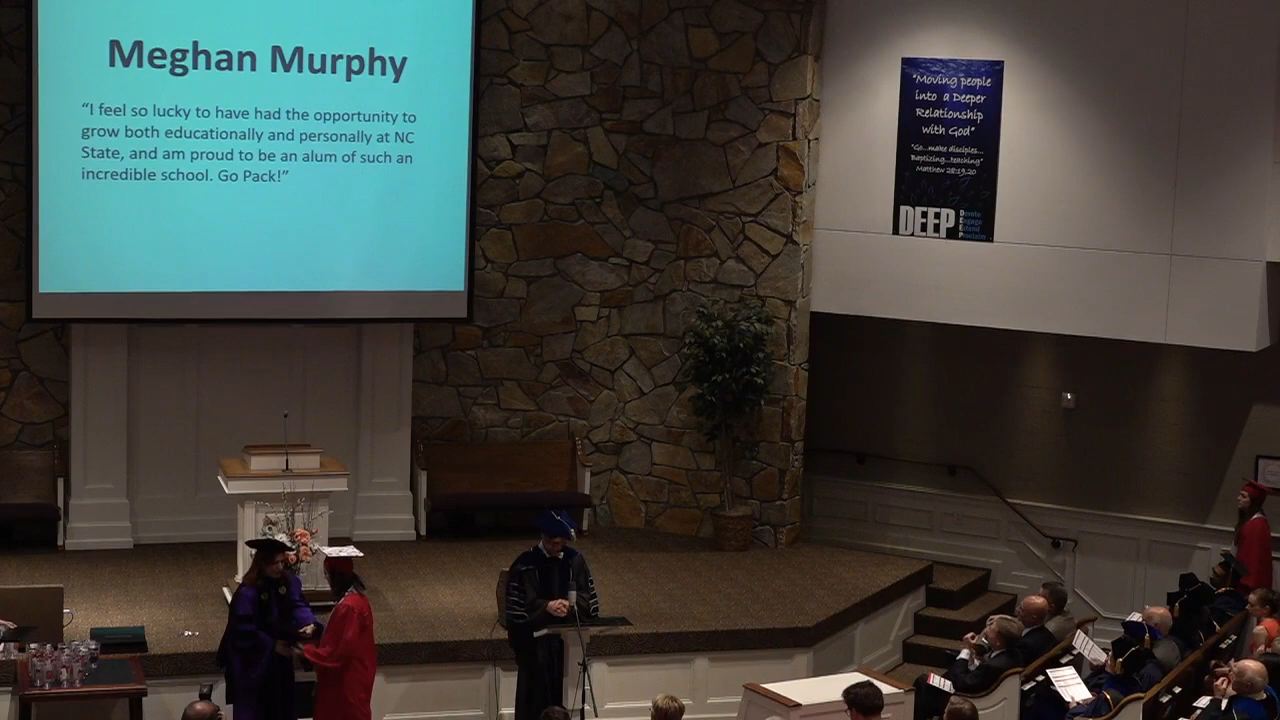 Meghan Murphy
“I feel so lucky to have had the opportunity to
grow both educationally and personally at NC
State, and am proud to be an alum of such an
incredible school. Go Pack!”
“Moving people
into a Deeper
Relationship
With God”
“Go...make disciples...
Baptizing...teaching”
Matthew 28:19,20
DEEP
Devote
Engage
Extend
Proclaim